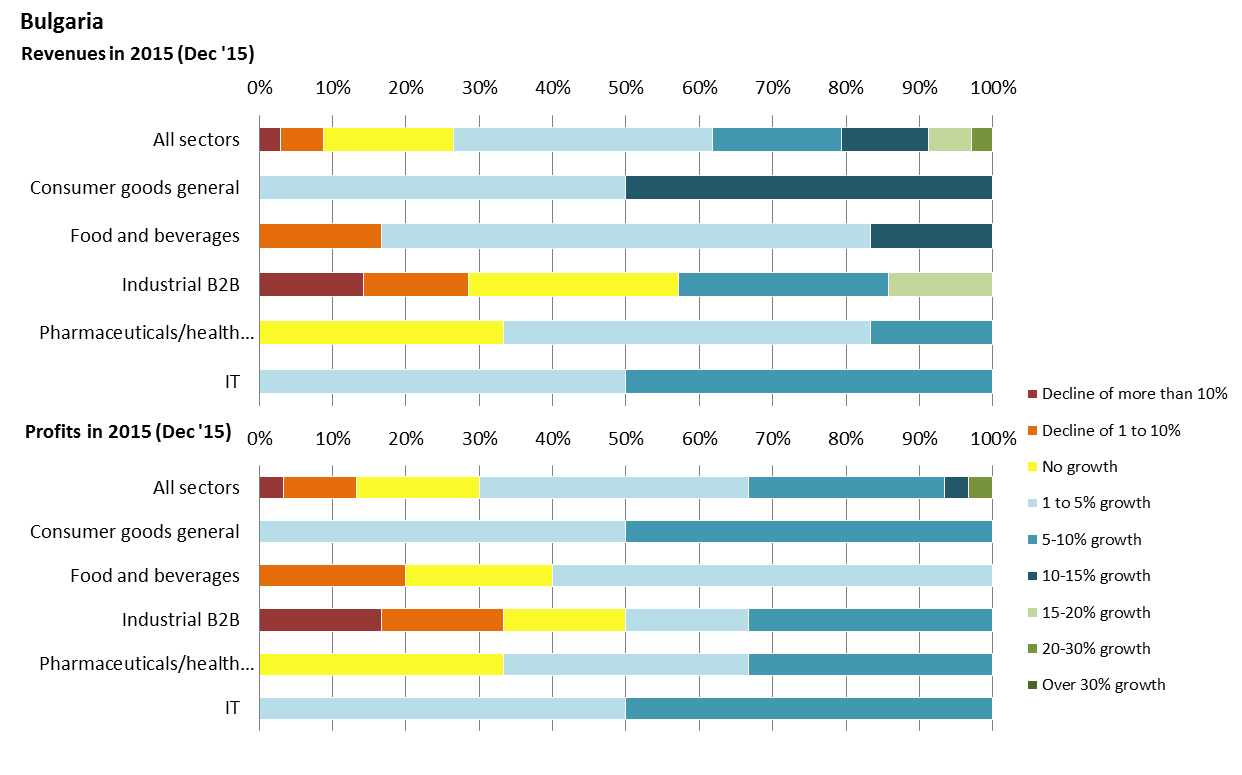 Bulgaria
Revenues in 2015 (Dec '15)
0% 10% 20% 30% 40% 50% 60% 70% 80% 90% 100%
All sectors
Consumer goods general
Food and beverages
Industrial B2B
Pharmaceuticals/health...
IT
Profits in 2015 (Dec '15)
0% 10% 20% 30% 40% 50% 60% 70% 80% 90% 100%
All sectors
Consumer goods general
Food and beverages
Industrial B2B
Pharmaceuticals/health...
IT
Decline of more than 10%
Decline of 1 to 10%
No growth
1 to 5% growth
5-10% growth
10-15% growth
15-20% growth
20-30% growth
Over 30% growth